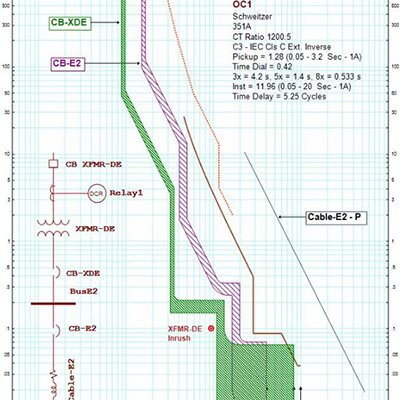 OC1
Schweitzer
351A
CT Ratio 1200.5
C3 - IEC Cls C Ext. Inverse
Pickup = 1.28 (0.05 - 3.2 Sec - 1A)
Time Dial = 0.42
3x = 4.2 s, 5x = 1.4 s, 8x = 0.533 s
Inst = 11.96 (0.05 - 20 Sec - 1A)
Time Delay = 5.25 Cycles
CB-XDE
CB-E2
500
100
50
10
5
3
1
.5
.3
.1
.05
.03
CB XFMR-DE
OCR
Relay1
XFMR-DE
CB-XDE
BusE2
CB-E2
Cable-E2
Cable-E2 - P
XFMR-DE
Inrush